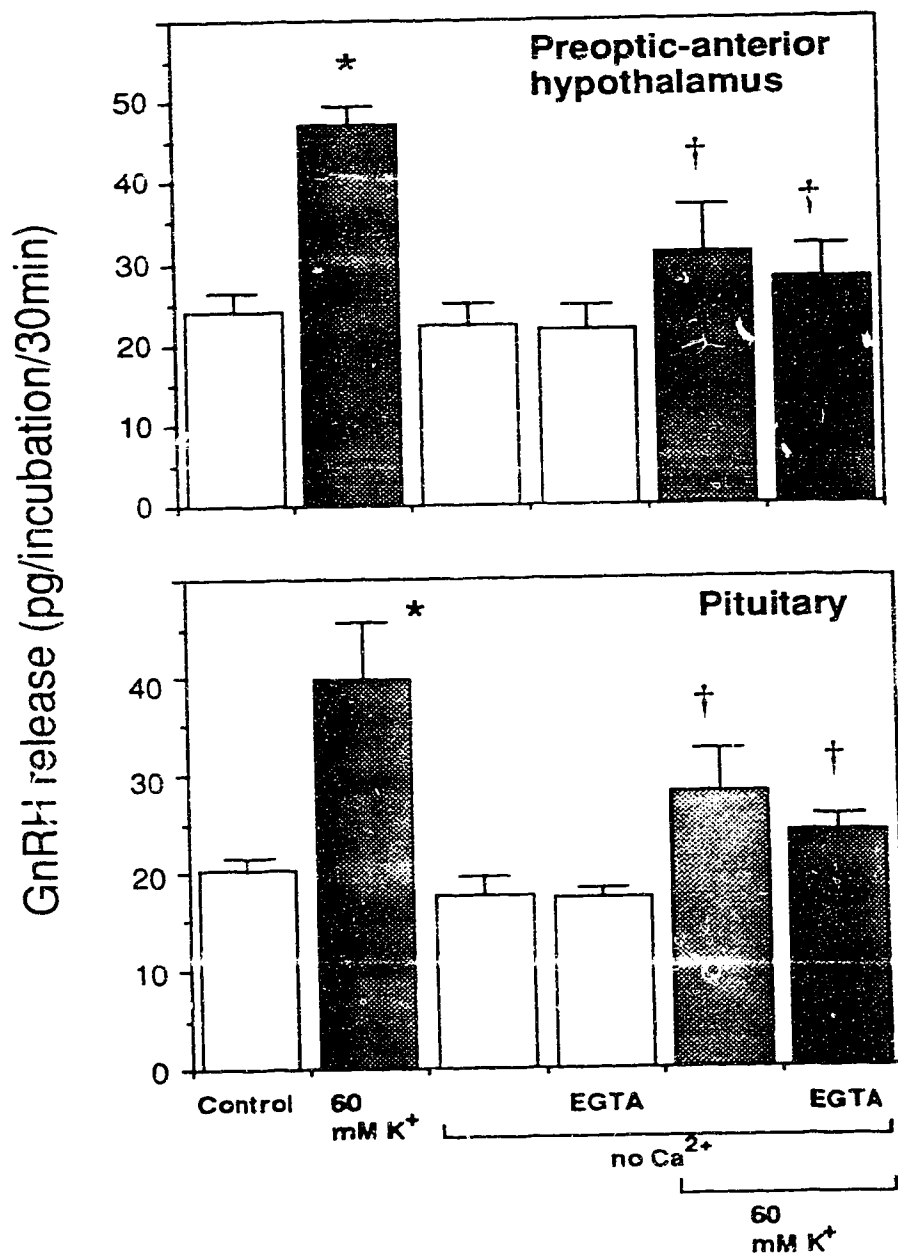 Preoptic-anterior
hypothalamus
*
†
†
50
40
30
20
10
0
GnRH release (pg/incubation/30min)
Pituitary
*
†
†
40
30
20
10
0
Control
60
mM K⁺
EGTA
EGTA
no Ca²⁺
60
mM K⁺